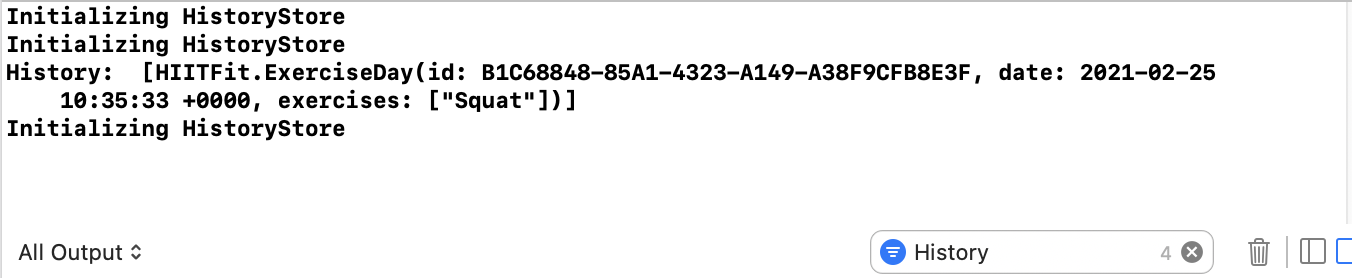 Initializing HistoryStore
Initializing HistoryStore
History:  [HIITFit.ExerciseDay(id: B1C68848-85A1-4323-A149-A38F9CFB8E3F, date: 2021-02-25
    10:35:33 +0000, exercises: ["Squat"])]
Initializing HistoryStore
All Output History 4